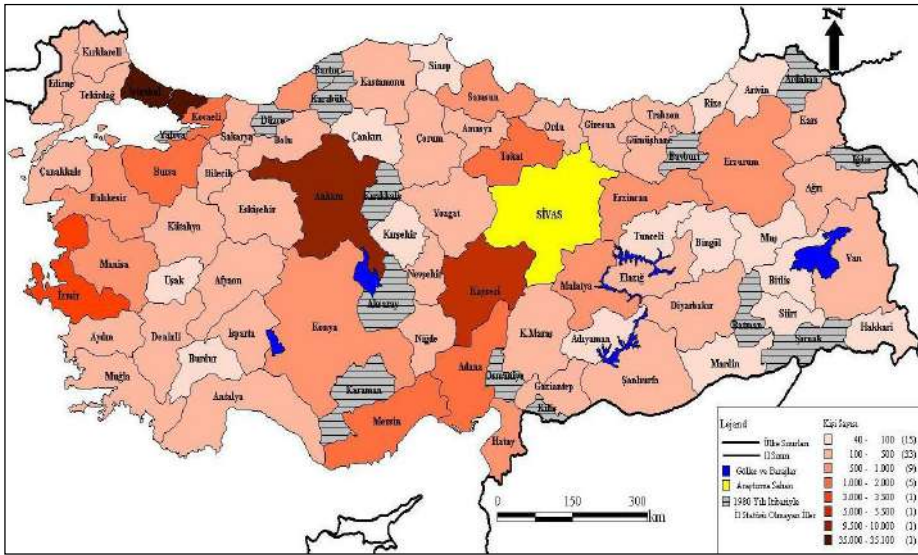 N
Kırklareli
Edirne
Tekirdağ
İstanbul
Kocaeli
Yalova
Sakarya
Düzce
Bolu
Bartın
Karabük
Kastamonu
Sinop
Samsun
Çankırı
Çorum
Amasya
Tokat
Ordu
Giresun
Trabzon
Gümüşhane
Rize
Artvin
Ardahan
Kars
Bayburt
Erzurum
Iğdır
Ağrı
Çanakkale
Balıkesir
Bursa
Bilecik
Eskişehir
Ankara
Kırıkkale
Kırşehir
Yozgat
SİVAS
Erzincan
Tunceli
Bingöl
Muş
Bitlis
Van
Kütahya
Manisa
İzmir
Uşak
Afyon
Konya
Aksaray
Nevşehir
Kayseri
Malatya
Elazığ
Diyarbakır
Batman
Siirt
Şırnak
Hakkari
Aydın
Denizli
Isparta
Burdur
Muğla
Antalya
Karaman
Niğde
Adana
Mersin
K.Maraş
Adıyaman
Osmaniye
Gaziantep
Kilis
Şanlıurfa
Mardin
Hatay
0 150 300
km
Lejand
Ülke Sınırları
İl Sınırı
Göller ve Barajlar
Araştırma Sahası
1980 Yılı İtibariyle
İl Statüsü Olmayan İller
Kişi Sayısı
40 - 100 (15)
100 - 500 (33)
500 - 1.000 (9)
1.000 - 2.000 (5)
3.000 - 3.500 (1)
5.000 - 5.500 (1)
9.500 - 10.000 (1)
35.000 - 35.100 (1)